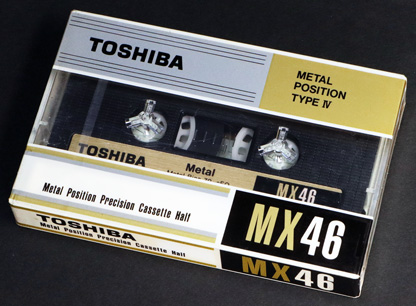 TOSHIBA
METAL
POSITION
TYPE IV
TOSHIBA
Metal
MX46
Metal Position Precision Cassette Half
MX46
TOSHIBA
Metal Position Precision Cassette Half
MX46